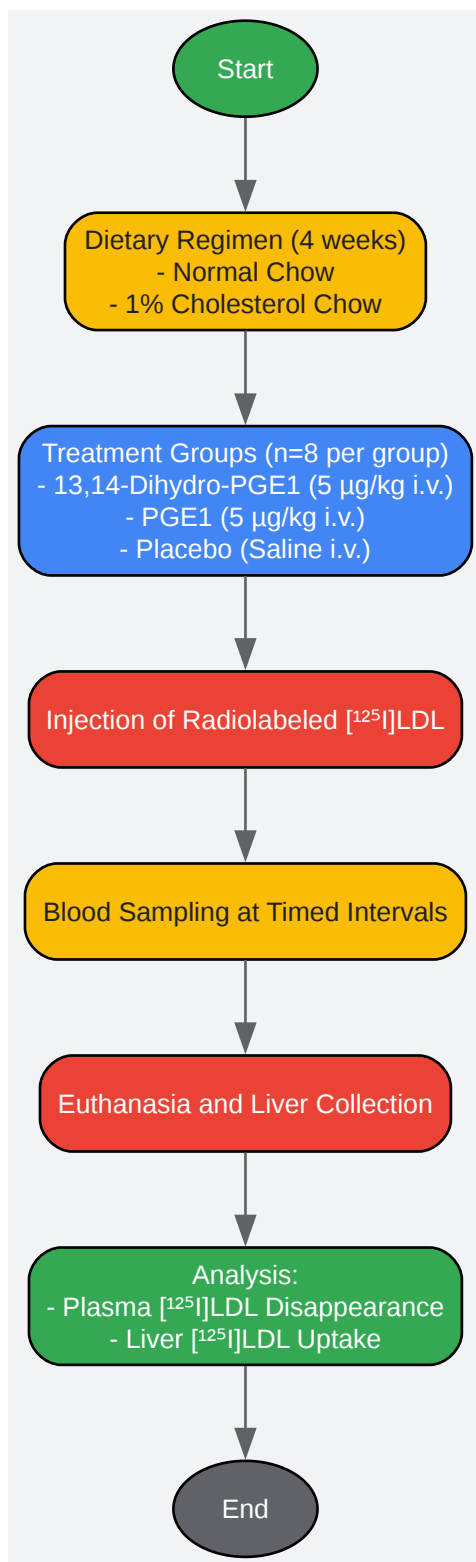 Start
Dietary Regimen (4 weeks)
- Normal Chow
- 1% Cholesterol Chow
Treatment Groups (n=8 per group)
- 13,14-Dihydro-PGE1 (5 µg/kg i.v.)
- PGE1 (5 µg/kg i.v.)
- Placebo (Saline i.v.)
Injection of Radiolabeled [¹²⁵I]LDL
Blood Sampling at Timed Intervals
Euthanasia and Liver Collection
Analysis:
- Plasma [¹²⁵I]LDL Disappearance
- Liver [¹²⁵I]LDL Uptake
End